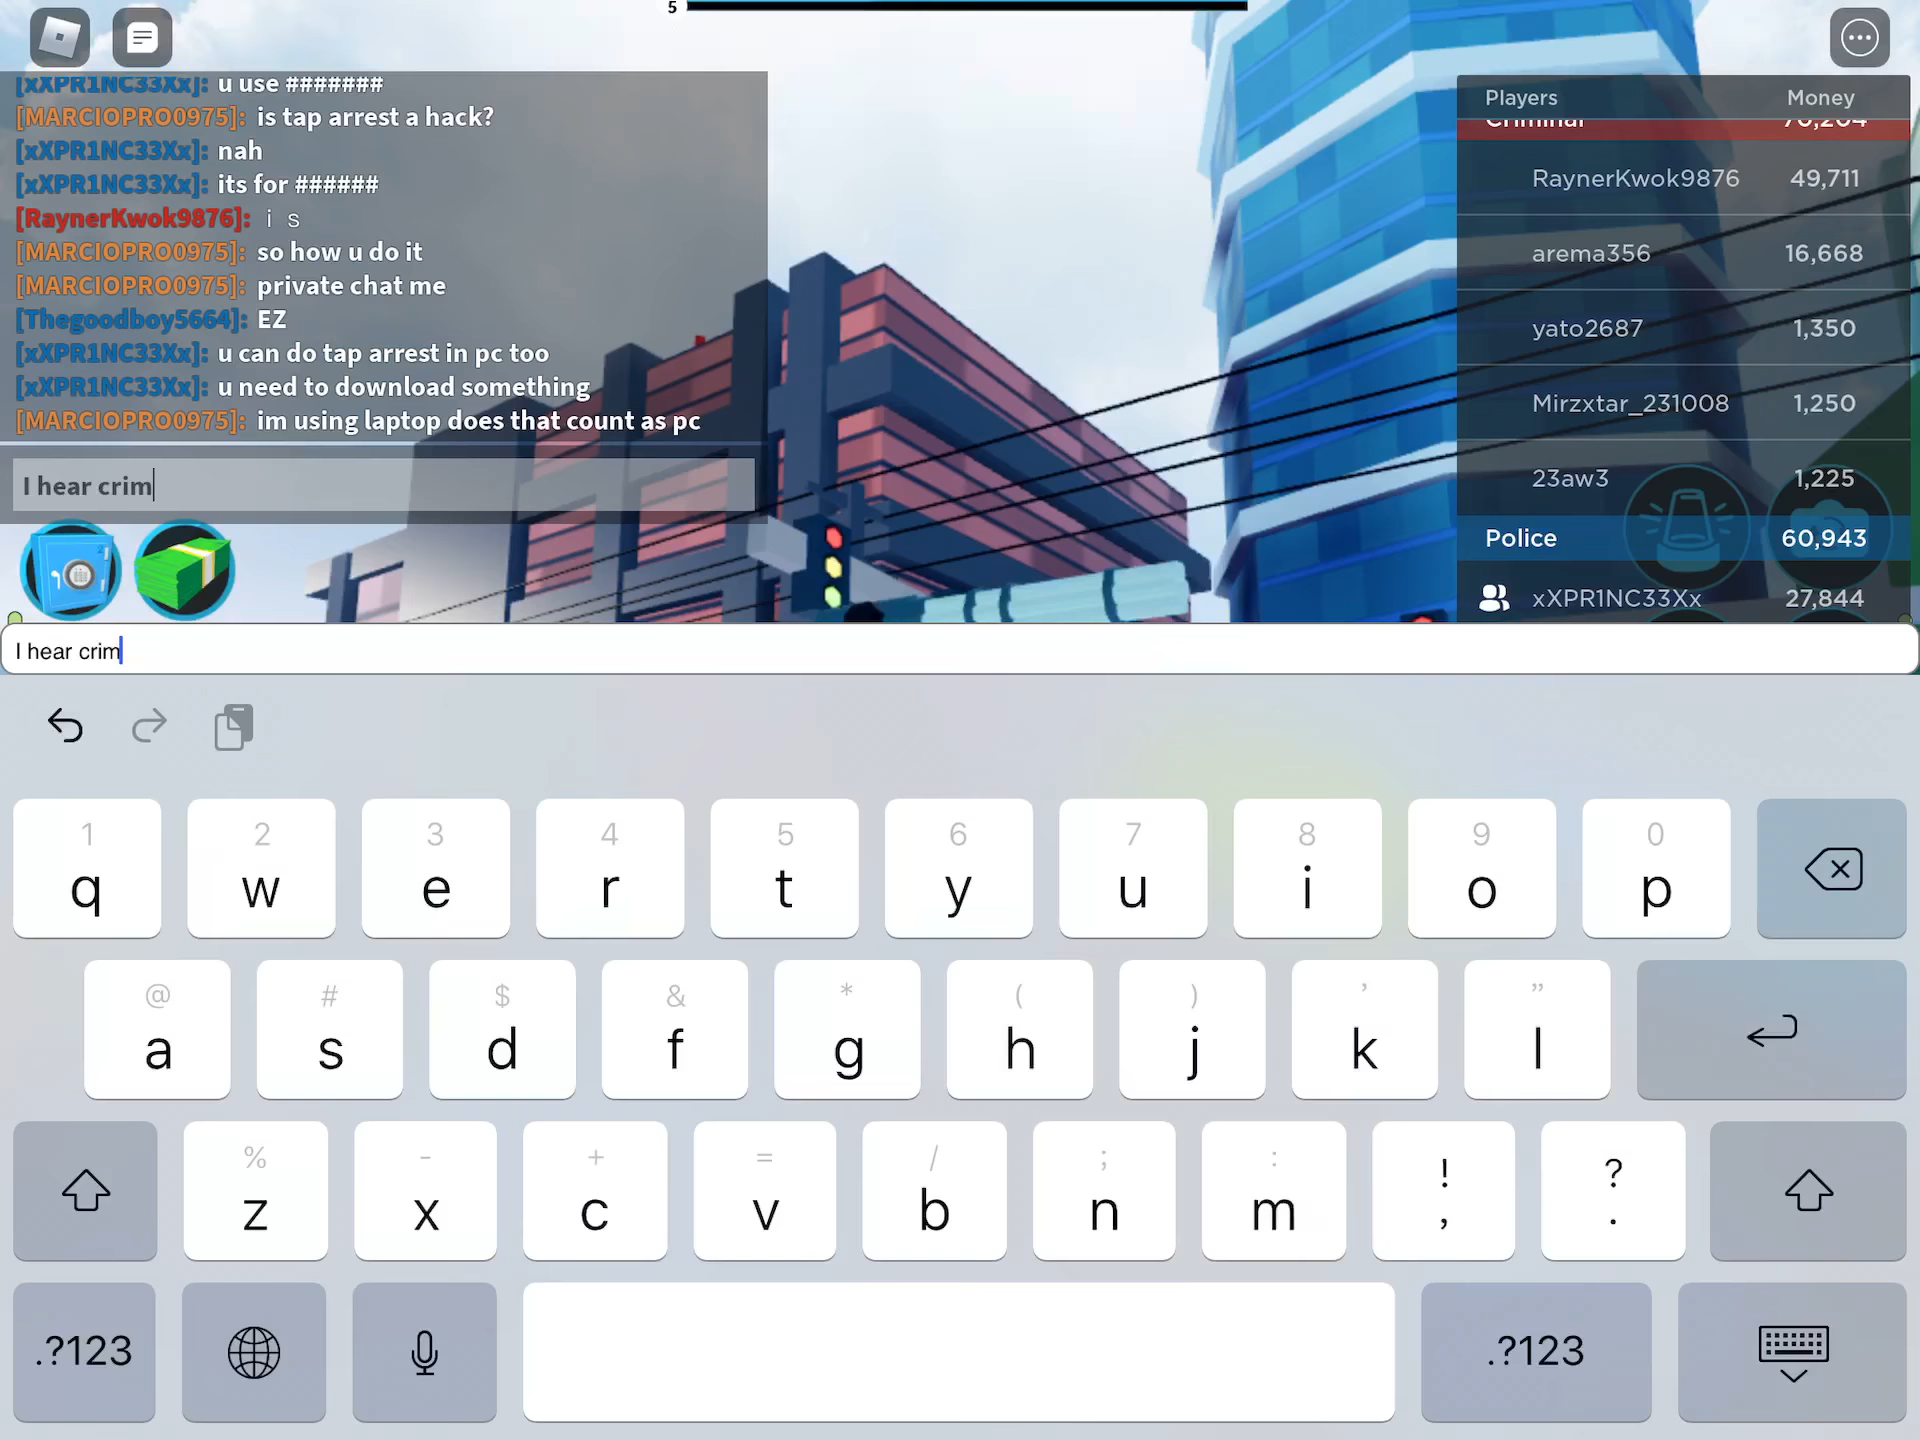 5
[xXPR1NC33Xx]: u use #######
[MARCIOPRO0975]: is tap arrest a hack?
[xXPR1NC33Xx]: nah
[xXPR1NC33Xx]: its for ######
[RaynerKwok9876]: i s
[MARCIOPRO0975]: so how u do it
[MARCIOPRO0975]: private chat me
[Thegoodboy5664]: EZ
[xXPR1NC33Xx]: u can do tap arrest in pc too
[xXPR1NC33Xx]: u need to download something
[MARCIOPRO0975]: im using laptop does that count as pc
I hear crim
Players Money
Criminal 70,204
RaynerKwok9876 49,711
arema356 16,668
yato2687 1,350
Mirzxtar_231008 1,250
23aw3 1,225
Police 60,943
xXPR1NC33Xx 27,844
I hear crim
1 2 3 4 5 6 7 8 9 0
q w e r t y u i o p
@ # $ & * ( ) ’ ”
a s d f g h j k l
% - + = / ; : ! ?
z x c v b n m , .
.?123 .?123